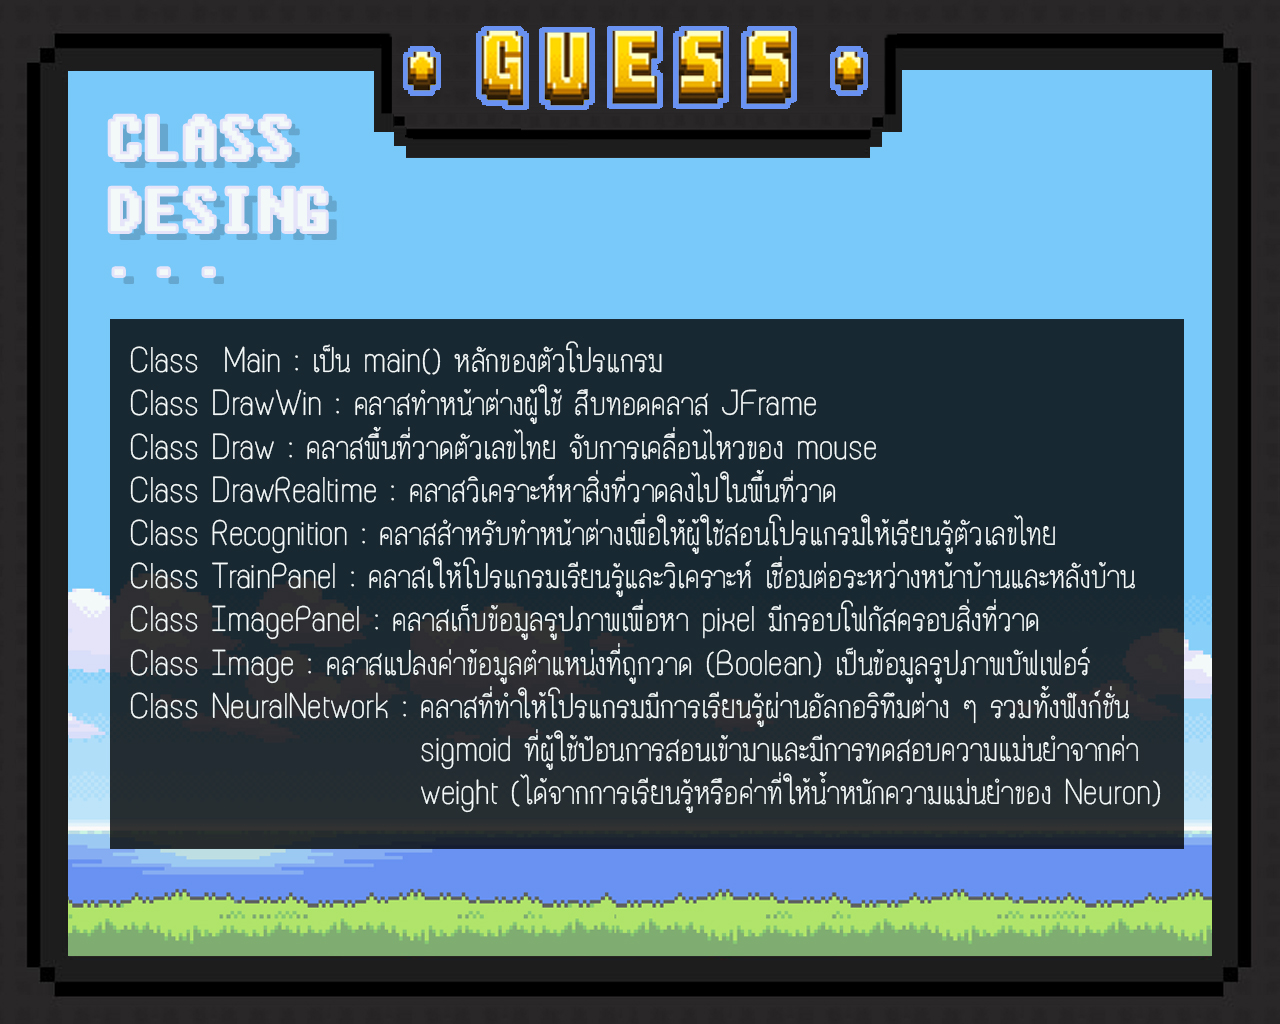 GUESS
CLASS
DESING
...
Class Main : เป็น main() หลักของตัวโปรแกรม
Class DrawWin : คลาสทำหน้าต่างผู้ใช้ สืบทอดคลาส JFrame
Class Draw : คลาสพื้นที่วาดตัวเลขไทย จับการเคลื่อนไหวของ mouse
Class DrawRealtime : คลาสวิเคราะห์หาสิ่งที่วาดลงไปในพื้นที่วาด
Class Recognition : คลาสสำหรับทำหน้าต่างเพื่อให้ผู้ใช้สอนโปรแกรมให้เรียนรู้ตัวเลขไทย
Class TrainPanel : คลาสเให้โปรแกรมเรียนรู้และวิเคราะห์ เชื่อมต่อระหว่างหน้าบ้านและหลังบ้าน
Class ImagePanel : คลาสเก็บข้อมูลรูปภาพเพื่อหา pixel มีกรอบโฟกัสครอบสิ่งที่วาด
Class Image : คลาสแปลงค่าข้อมูลตำแหน่งที่ถูกวาด (Boolean) เป็นข้อมูลรูปภาพบัฟเฟอร์
Class NeuralNetwork : คลาสที่ทำให้โปรแกรมมีการเรียนรู้ผ่านอัลกอริทึมต่าง ๆ รวมทั้งฟังก์ชั่น
sigmoid ที่ผู้ใช้ป้อนการสอนเข้ามาและมีการทดสอบความแม่นยำจากค่า
weight (ได้จากการเรียนรู้หรือค่าที่ให้น้ำหนักความแม่นยำของ Neuron)